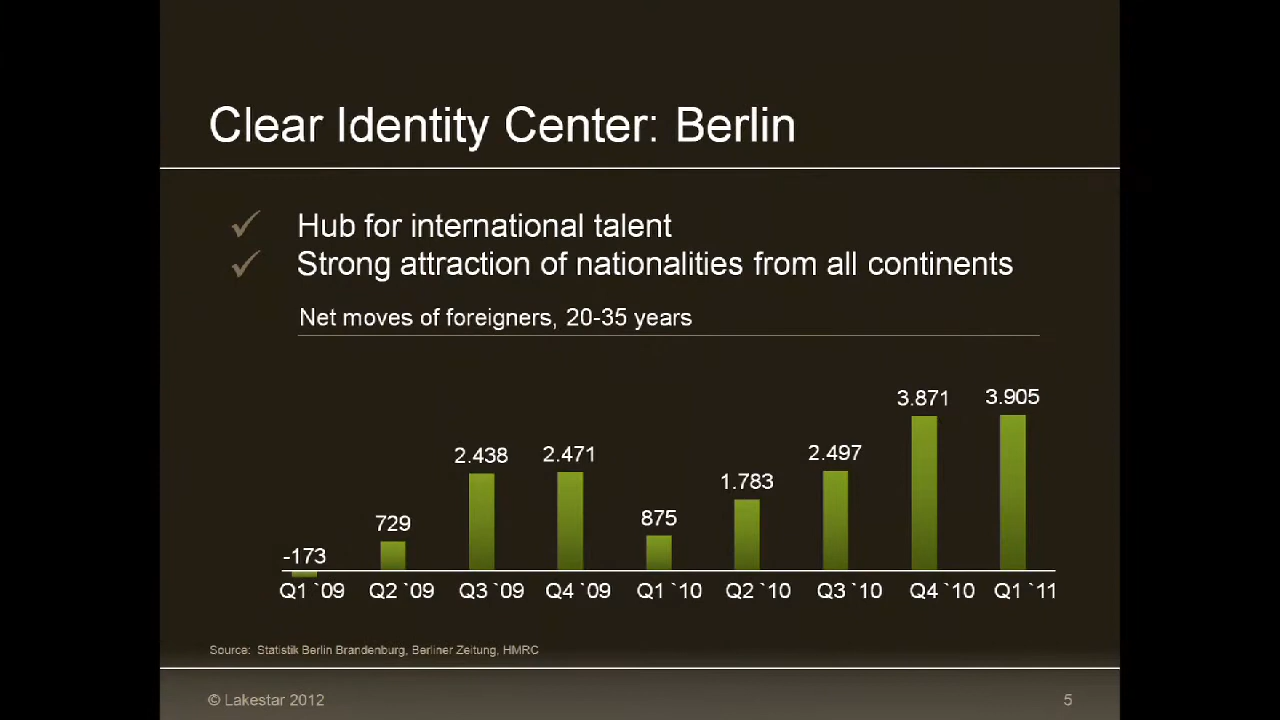 Clear Identity Center: Berlin
Hub for international talent
Strong attraction of nationalities from all continents
Net moves of foreigners, 20-35 years
-173 729 2.438 2.471 875 1.783 2.497 3.871 3.905
Q1 `09 Q2 `09 Q3 `09 Q4 `09 Q1 `10 Q2 `10 Q3 `10 Q4 `10 Q1 `11
Source: Statistik Berlin Brandenburg, Berliner Zeitung, HMRC
© Lakestar 2012 5